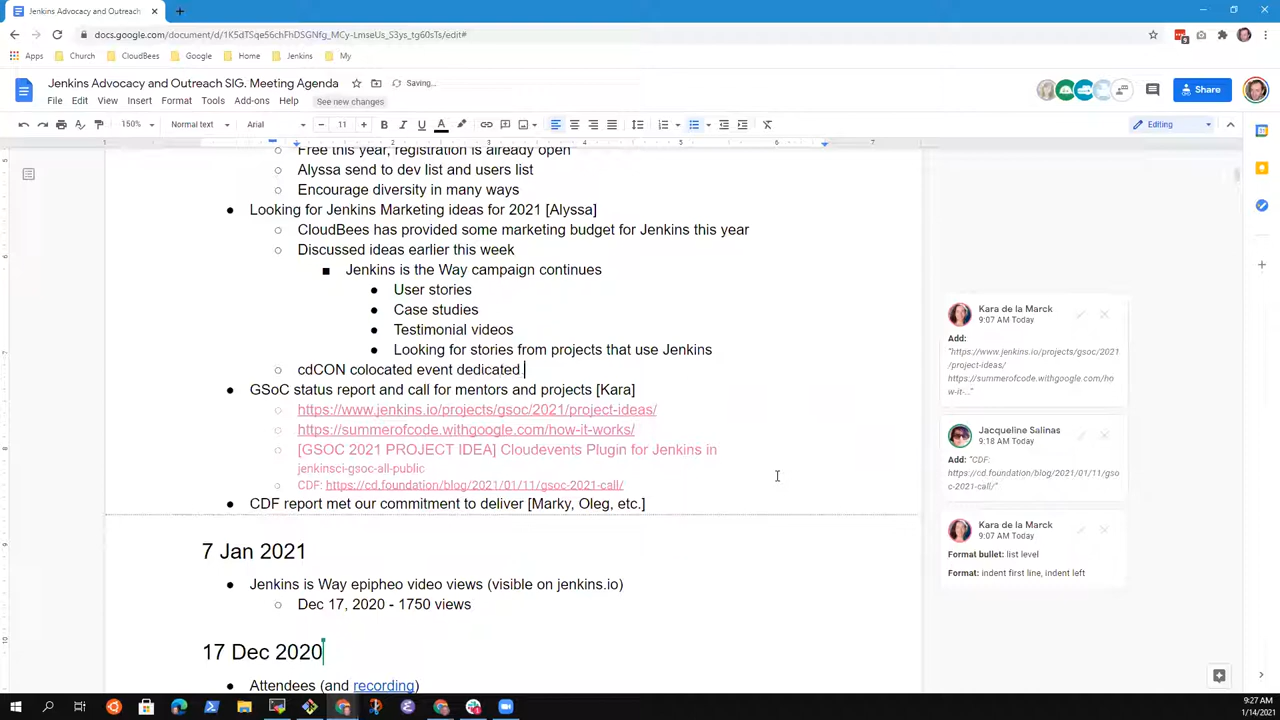 Jenkins Advocacy and Outreach S
docs.google.com/document/d/1K5dTSqe56chFhDSGNfg_MCy-LmseUs_S3ys_tg60sTs/edit#
Apps Church CloudBees Google Home Jenkins My
Jenkins Advocacy and Outreach SIG. Meeting Agenda Saving...
File Edit View Insert Format Tools Add-ons Help See new changes
Share
150% Normal text Arial 11 Editing
Free this year, registration is already open
Alyssa send to dev list and users list
Encourage diversity in many ways
Looking for Jenkins Marketing ideas for 2021 [Alyssa]
CloudBees has provided some marketing budget for Jenkins this year
Discussed ideas earlier this week
Jenkins is the Way campaign continues
User stories
Case studies
Testimonial videos
Looking for stories from projects that use Jenkins
cdCON colocated event dedicated
GSoC status report and call for mentors and projects [Kara]
https://www.jenkins.io/projects/gsoc/2021/project-ideas/
https://summerofcode.withgoogle.com/how-it-works/
[GSOC 2021 PROJECT IDEA] Cloudevents Plugin for Jenkins in
jenkinsci-gsoc-all-public
CDF: https://cd.foundation/blog/2021/01/11/gsoc-2021-call/
CDF report met our commitment to deliver [Marky, Oleg, etc.]
7 Jan 2021
Jenkins is Way epipheo video views (visible on jenkins.io)
Dec 17, 2020 - 1750 views
17 Dec 2020
Attendees (and recording)
Kara de la Marck
9:07 AM Today
Add:
"https://www.jenkins.io/projects/gsoc/2021
/project-ideas/
https://summerofcode.withgoogle.com/ho
w-it-..."
Jacqueline Salinas
9:18 AM Today
Add: "CDF:
https://cd.foundation/blog/2021/01/11/gso
c-2021-call/"
Kara de la Marck
9:07 AM Today
Format bullet: list level
Format: indent first line, indent left
9:27 AM
1/14/2021